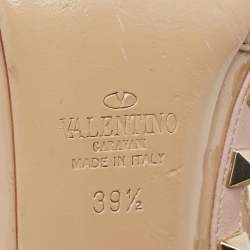 VALENTINO
GARAVANI
MADE IN ITALY
39½